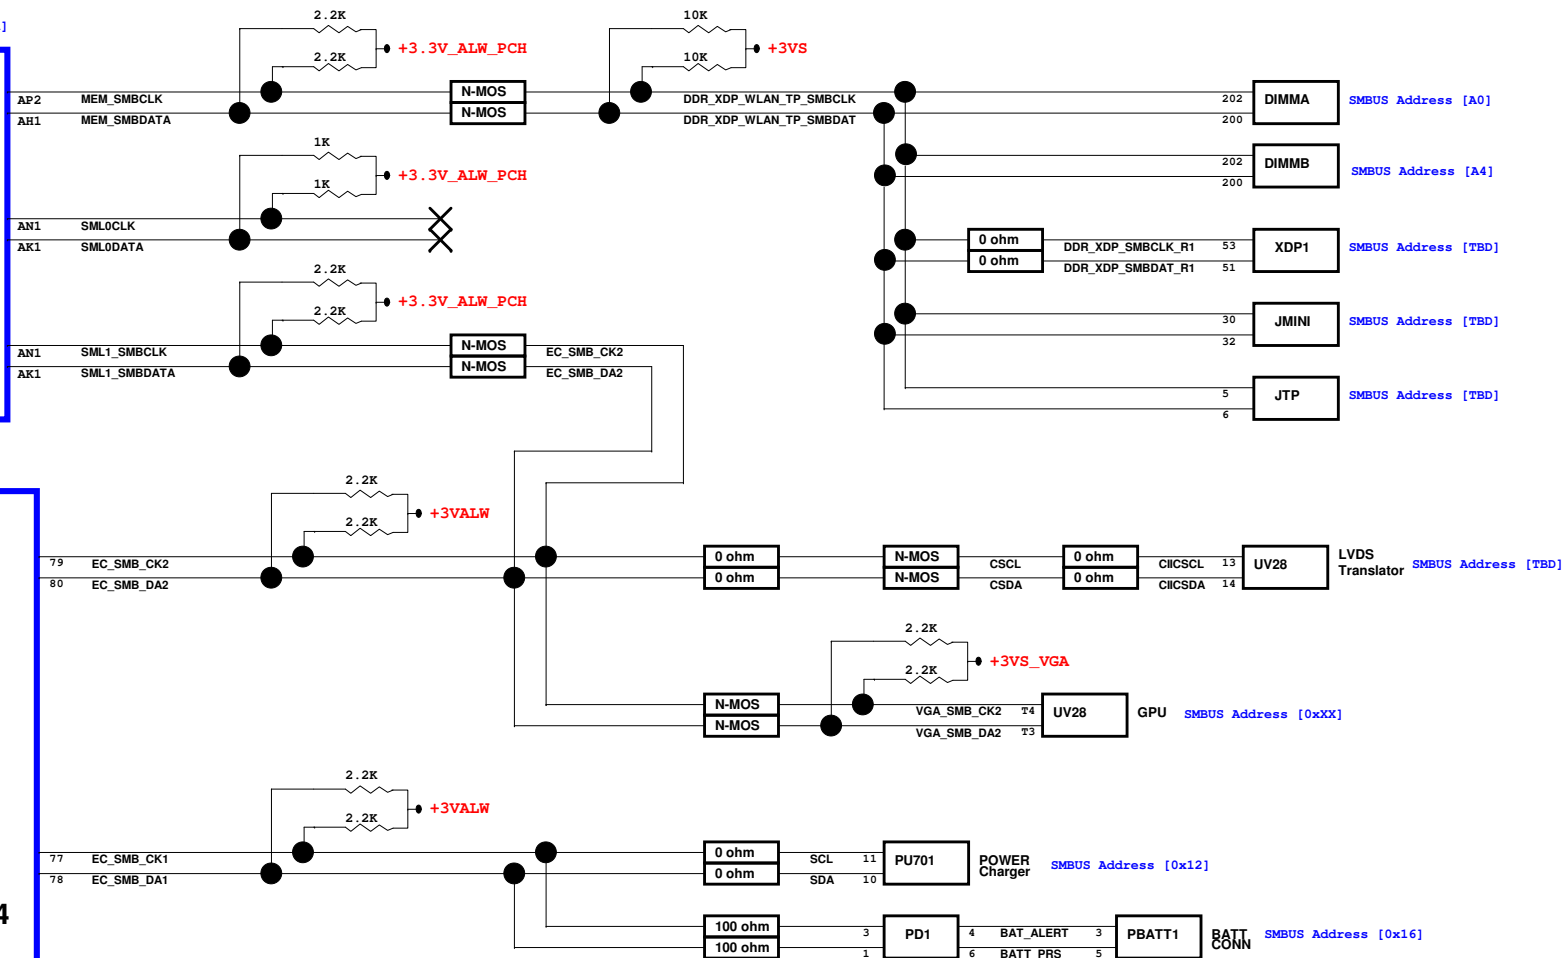 ]
2.2K
2.2K
+3.3V_ALW_PCH
10K
10K
+3VS
AP2 MEM_SMBCLK N-MOS DDR_XDP_WLAN_TP_SMBCLK 202 DIMMA SMBUS Address [A0]
AH1 MEM_SMBDATA N-MOS DDR_XDP_WLAN_TP_SMBDAT 200
1K
1K
+3.3V_ALW_PCH
202 DIMMB SMBUS Address [A4]
200
AN1 SML0CLK
AK1 SML0DATA
0 ohm DDR_XDP_SMBCLK_R1 53 XDP1 SMBUS Address [TBD]
0 ohm DDR_XDP_SMBDAT_R1 51
2.2K
2.2K
+3.3V_ALW_PCH
30 JMINI SMBUS Address [TBD]
32
AN1 SML1_SMBCLK N-MOS EC_SMB_CK2
AK1 SML1_SMBDATA N-MOS EC_SMB_DA2
5 JTP SMBUS Address [TBD]
6
2.2K
2.2K
+3VALW
79 EC_SMB_CK2 0 ohm N-MOS CSCL 0 ohm CIICSCL 13 UV28 LVDS Translator SMBUS Address [TBD]
80 EC_SMB_DA2 0 ohm N-MOS CSDA 0 ohm CIICSDA 14
2.2K
2.2K
+3VS_VGA
N-MOS VGA_SMB_CK2 T4 UV28 GPU SMBUS Address [0xXX]
N-MOS VGA_SMB_DA2 T3
2.2K
2.2K
+3VALW
77 EC_SMB_CK1 0 ohm SCL 11 PU701 POWER Charger SMBUS Address [0x12]
78 EC_SMB_DA1 0 ohm SDA 10
4
100 ohm 3 PD1 4 BAT_ALERT 3 PBATT1 BATT CONN SMBUS Address [0x16]
100 ohm 1 6 BATT_PRS 5